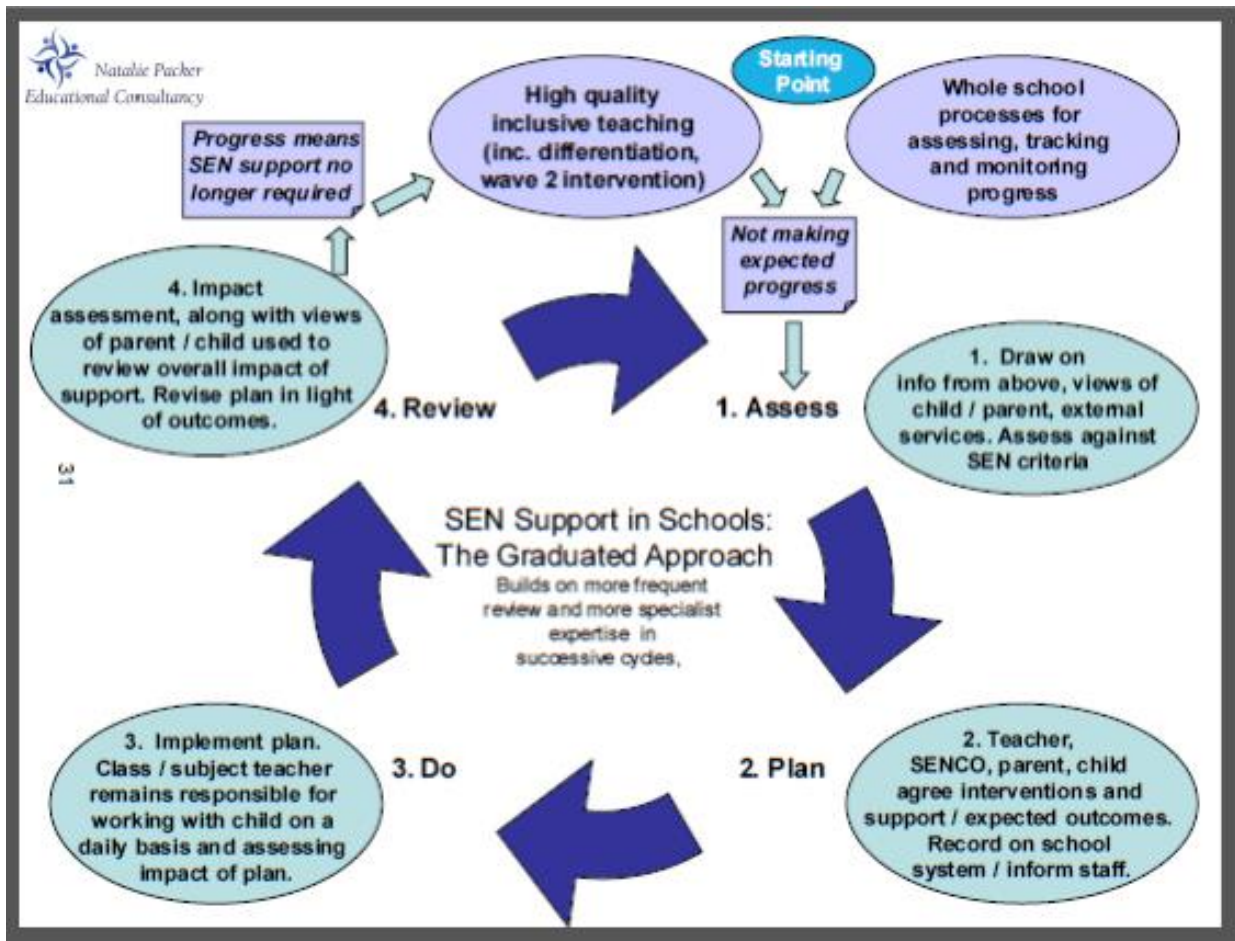 Natalie Packer
Educational Consultancy
Starting
Point
High quality
inclusive teaching
(inc. differentiation,
wave 2 intervention)
Whole school
processes for
assessing, tracking
and monitoring
progress
Progress means
SEN support no
longer required
Not making
expected
progress
4. Impact
assessment, along with views
of parent / child used to
review overall impact of
support. Revise plan in light
of outcomes.
4. Review
1. Assess
1. Draw on
info from above, views of
child / parent, external
services. Assess against
SEN criteria
31
SEN Support in Schools:
The Graduated Approach
Builds on more frequent
review and more specialist
expertise in
successive cycles,
3. Implement plan.
Class / subject teacher
remains responsible for
working with child on a
daily basis and assessing
impact of plan.
3. Do
2. Plan
2. Teacher,
SENCO, parent, child
agree interventions and
support / expected outcomes.
Record on school
system / inform staff.